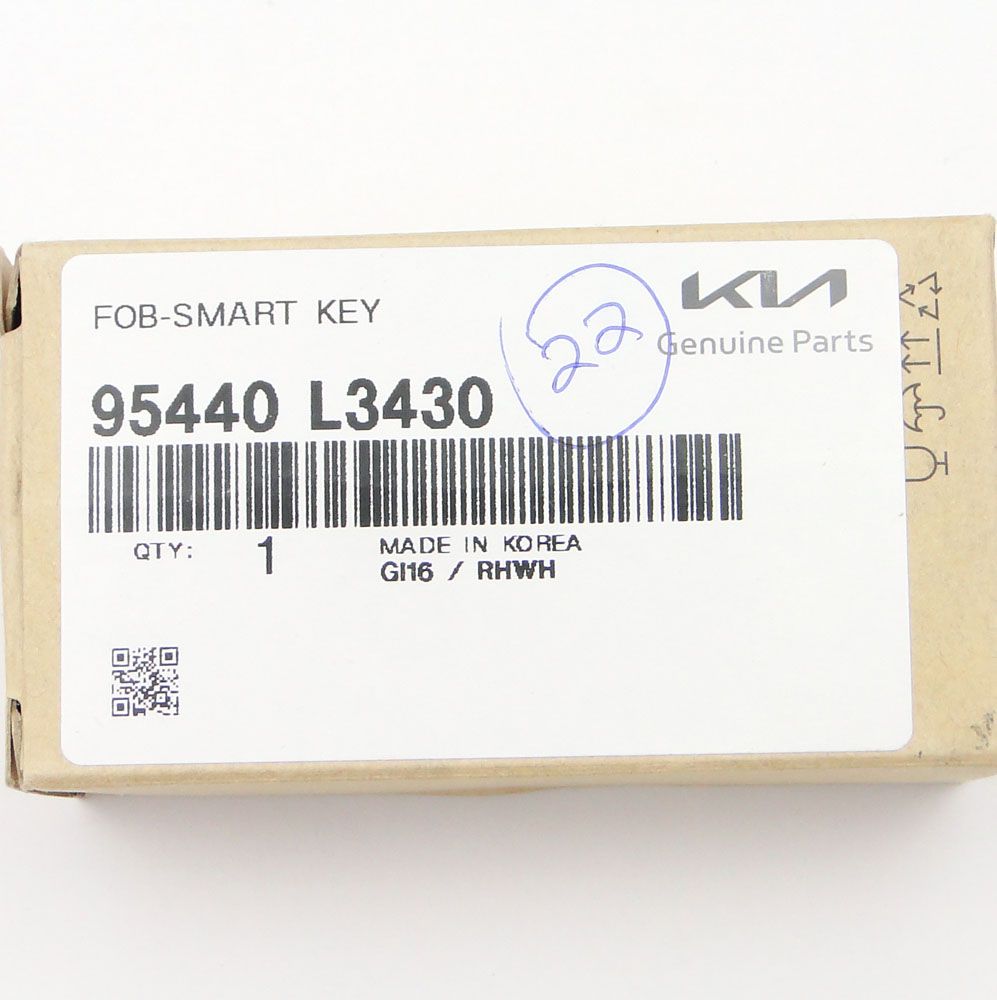 FOB-SMART KEY
22
KIA
Genuine Parts
95440 L3430
QTY: 1
MADE IN KOREA
GI16 / RHWH